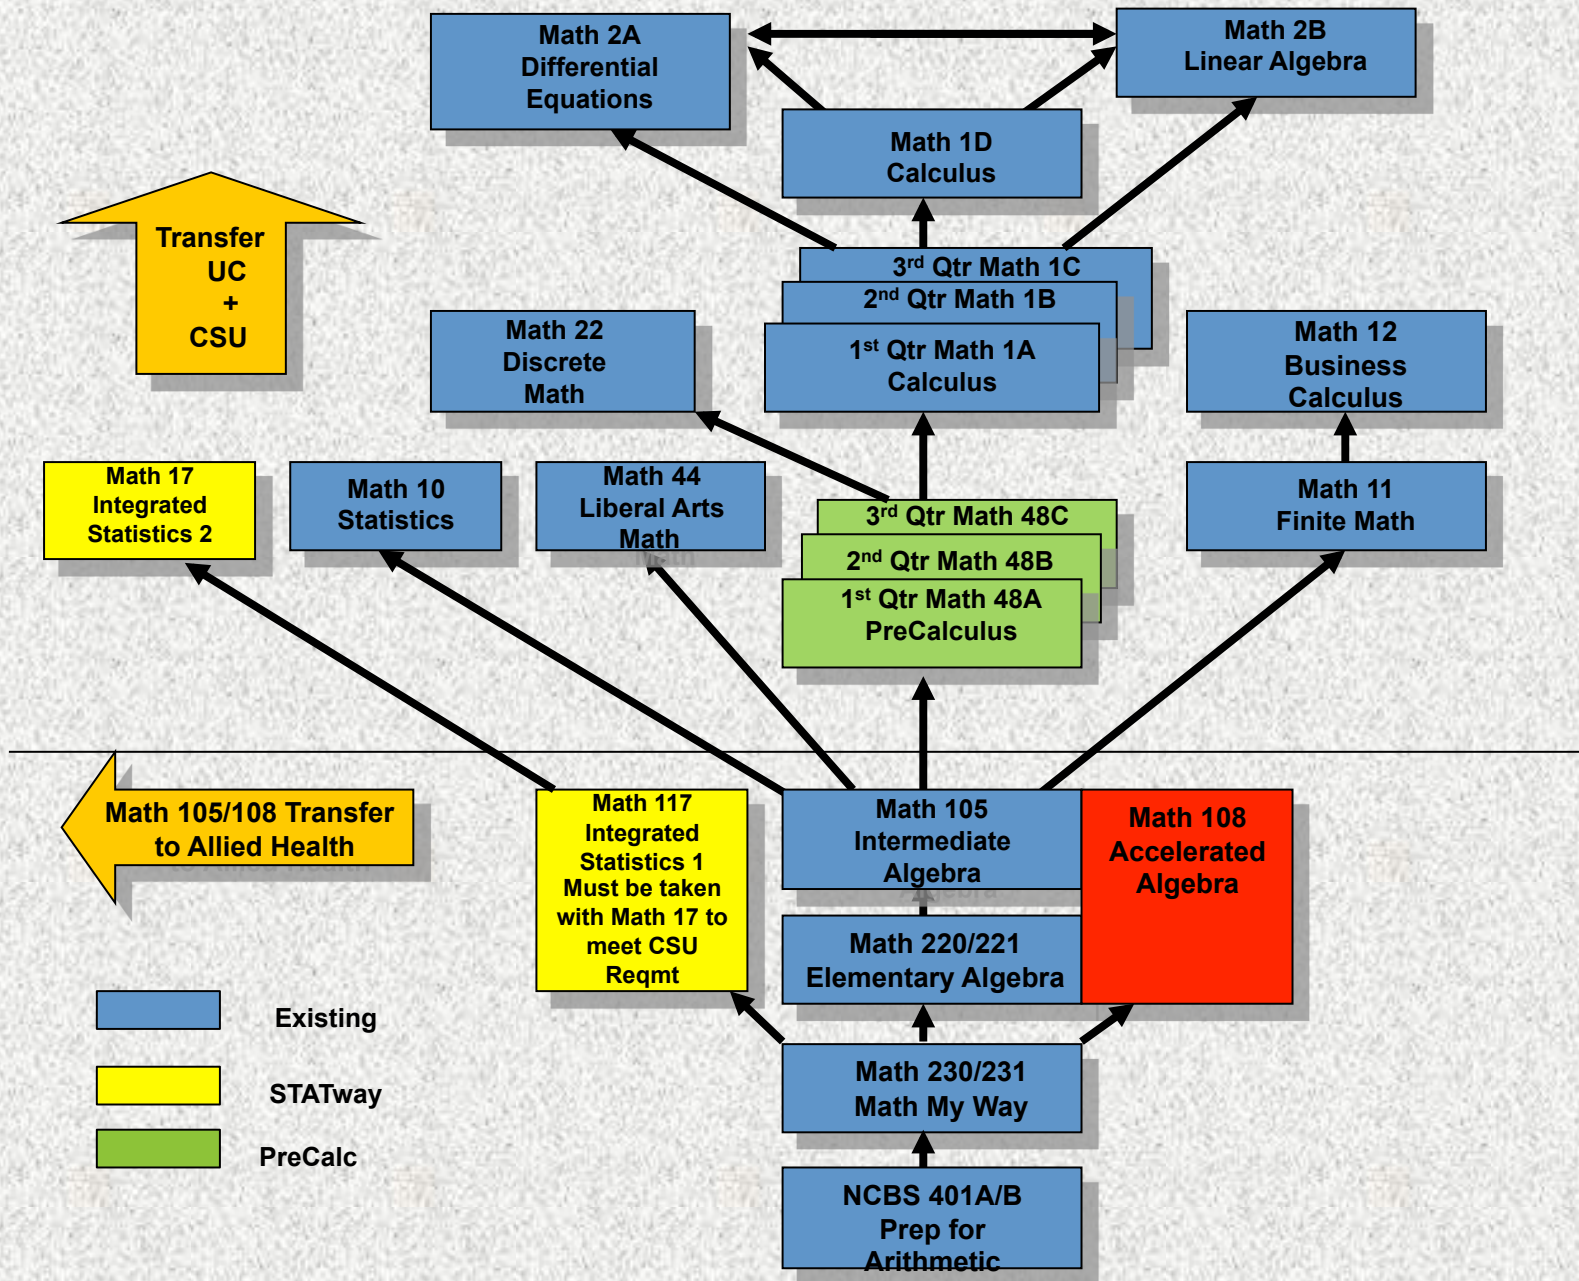 Math 2A
Differential
Equations
Math 2B
Linear Algebra
Math 1D
Calculus
Transfer
UC
+
CSU
3rd Qtr Math 1C
2nd Qtr Math 1B
1st Qtr Math 1A
Calculus
Math 22
Discrete
Math
Math 12
Business
Calculus
Math 17
Integrated
Statistics 2
Math 10
Statistics
Math 44
Liberal Arts
Math
3rd Qtr Math 48C
2nd Qtr Math 48B
1st Qtr Math 48A
PreCalculus
Math 11
Finite Math
Math 105/108 Transfer
to Allied Health
Math 117
Integrated
Statistics 1
Must be taken
with Math 17 to
meet CSU
Reqmt
Math 105
Intermediate
Algebra
Math 108
Accelerated
Algebra
Math 220/221
Elementary Algebra
Math 230/231
Math My Way
NCBS 401A/B
Prep for
Arithmetic
Existing
STATway
PreCalc